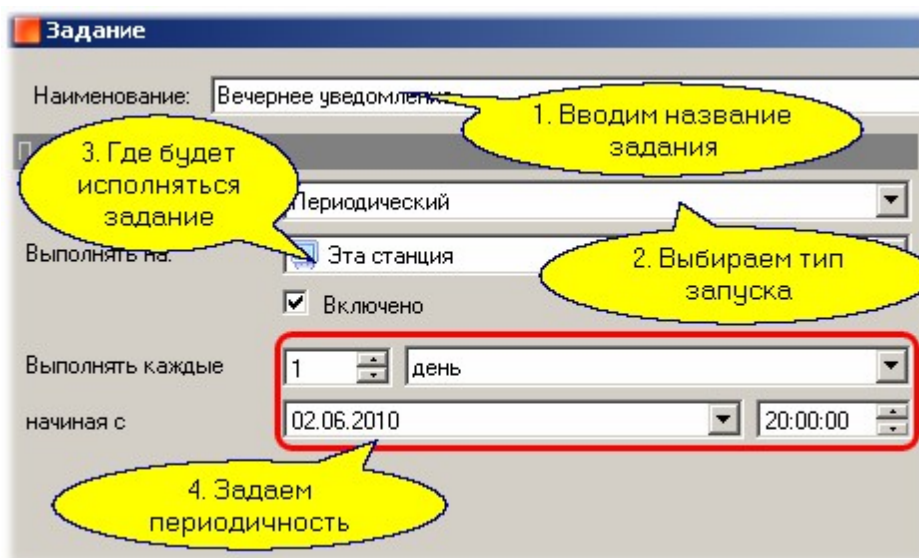 Задание
Наименование: Вечернее
1. Вводим название
задания
3. Где будет
исполняться
задание
Периодический
Выполнять на: Эта станция
2. Выбираем тип
запуска
Включено
Выполнять каждые 1 день
начиная с 02.06.2010 20:00:00
4. Задаем
периодичность